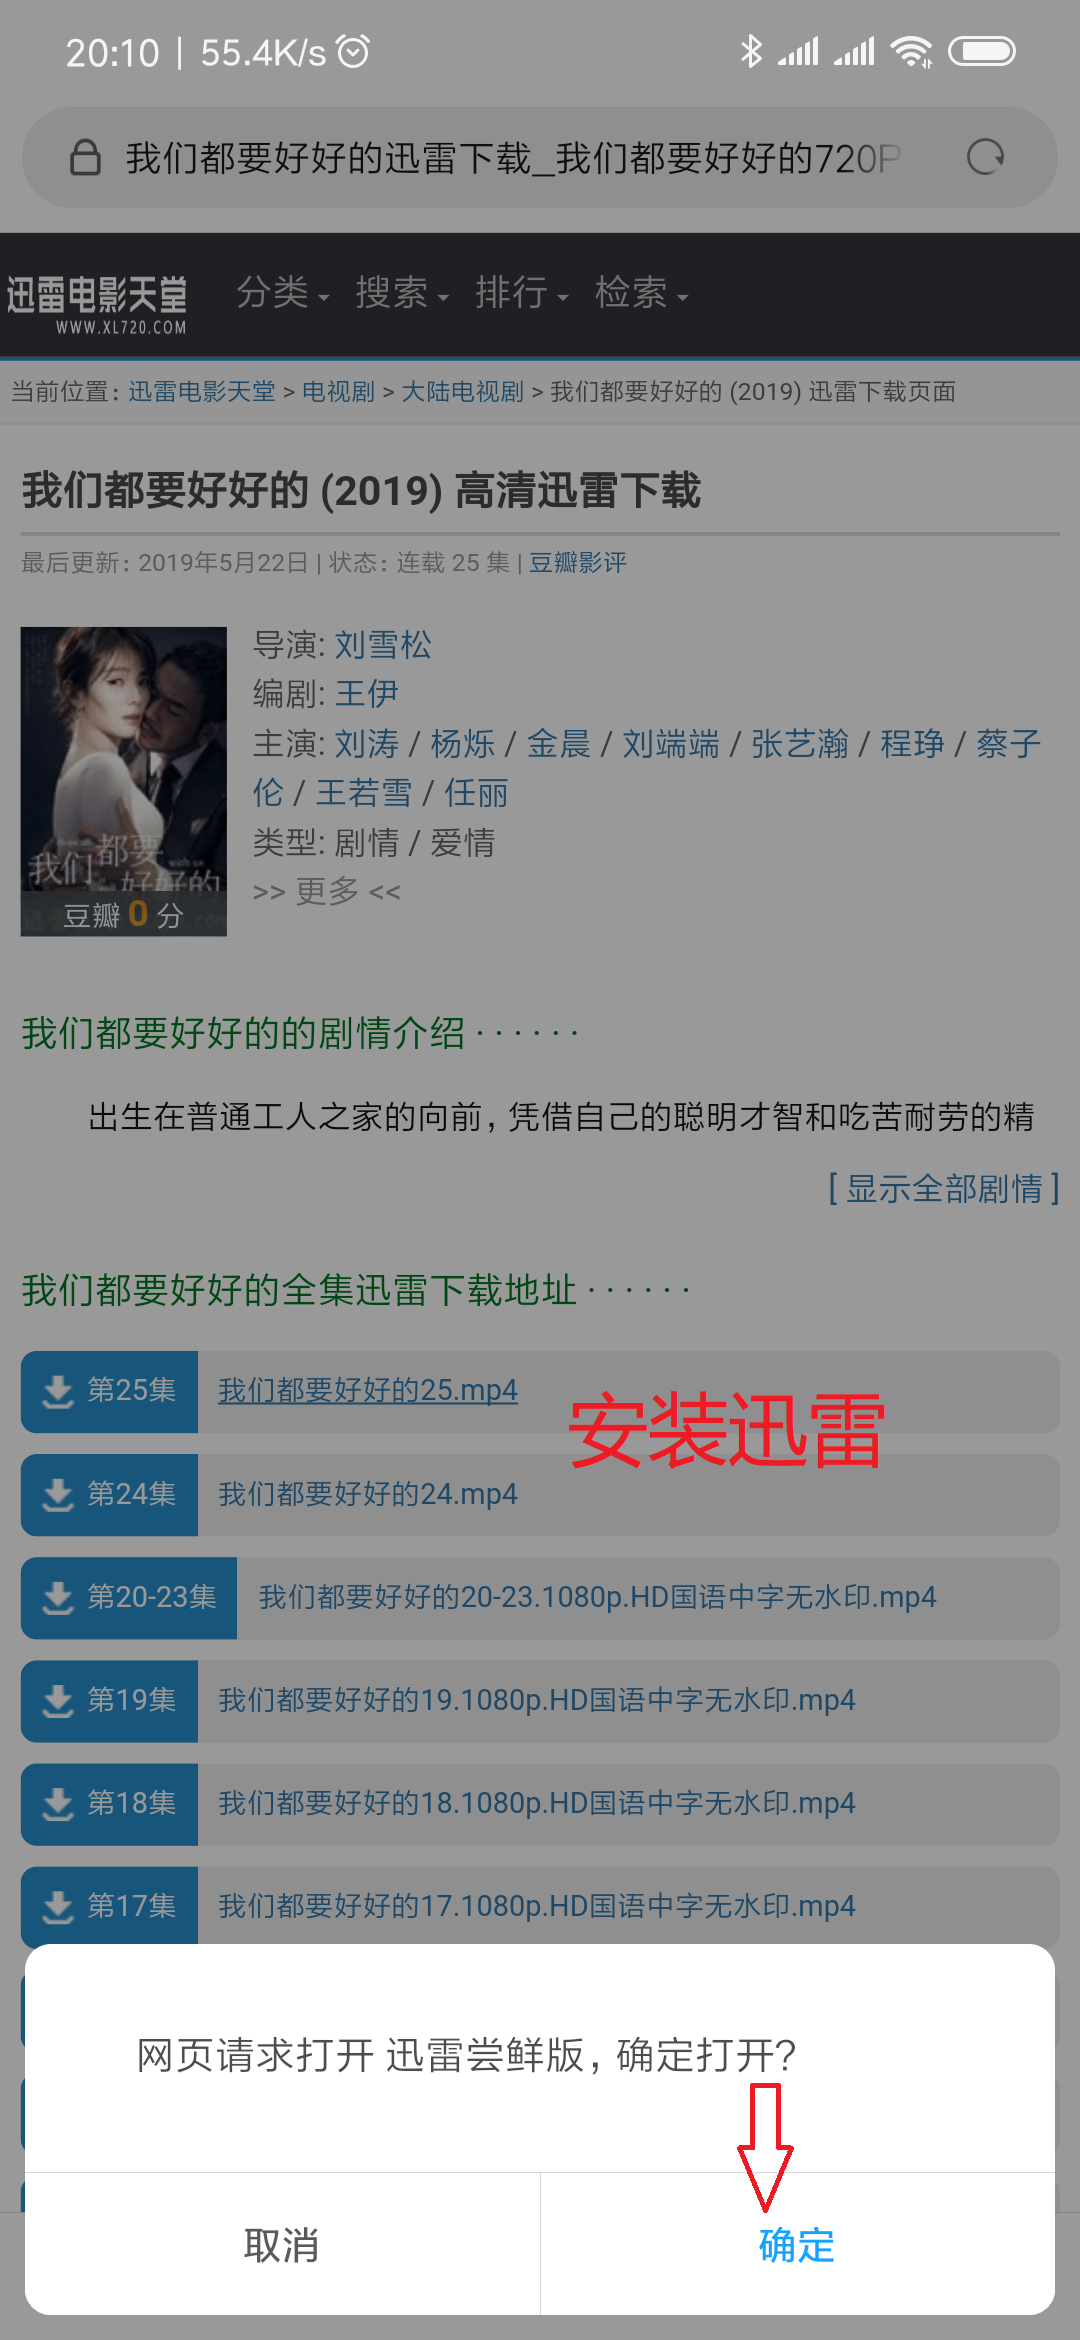 20:10 | 55.4K/s
我们都要好好的迅雷下载_我们都要好好的720P
迅雷电影天堂
WWW.XL720.COM
分类 搜索 排行 检索
当前位置：迅雷电影天堂 > 电视剧 > 大陆电视剧 > 我们都要好好的 (2019) 迅雷下载页面
我们都要好好的 (2019) 高清迅雷下载
最后更新：2019年5月22日 | 状态：连载 25 集 | 豆瓣影评
我们都要好好的
豆瓣 0 分
导演: 刘雪松
编剧: 王伊
主演: 刘涛 / 杨烁 / 金晨 / 刘端端 / 张艺瀚 / 程琤 / 蔡子
伦 / 王若雪 / 任丽
类型: 剧情 / 爱情
>> 更多 <<
我们都要好好的的剧情介绍 · · · · · ·
出生在普通工人之家的向前，凭借自己的聪明才智和吃苦耐劳的精
[ 显示全部剧情 ]
我们都要好好的全集迅雷下载地址 · · · · · ·
第25集 我们都要好好的25.mp4
安装迅雷
第24集 我们都要好好的24.mp4
第20-23集 我们都要好好的20-23.1080p.HD国语中字无水印.mp4
第19集 我们都要好好的19.1080p.HD国语中字无水印.mp4
第18集 我们都要好好的18.1080p.HD国语中字无水印.mp4
第17集 我们都要好好的17.1080p.HD国语中字无水印.mp4
网页请求打开 迅雷尝鲜版，确定打开?
取消 确定